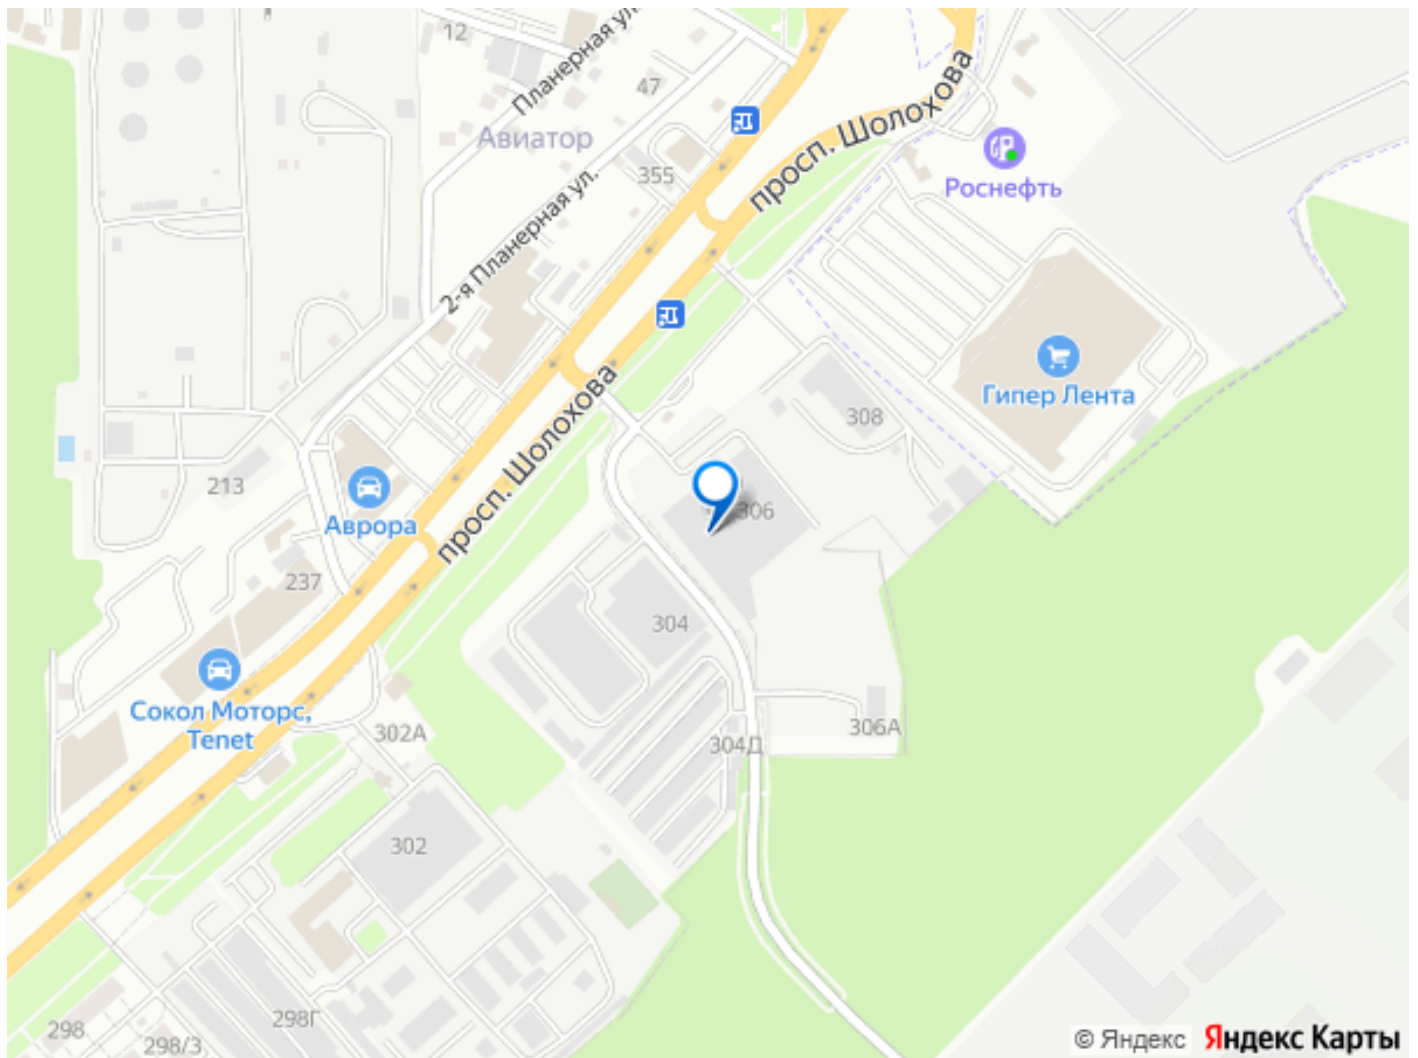 12
Планерная ул.
47
Авиатор
просп. Шолохова
Роснефть
355
2-я Планерная ул.
Гипер Лента
308
просп. Шолохова
213
Аврора
306
237
304
Сокол Моторс,
Tenet
302А
306А
304Д
302
298Г
298
298/3
© Яндекс Яндекс Карты